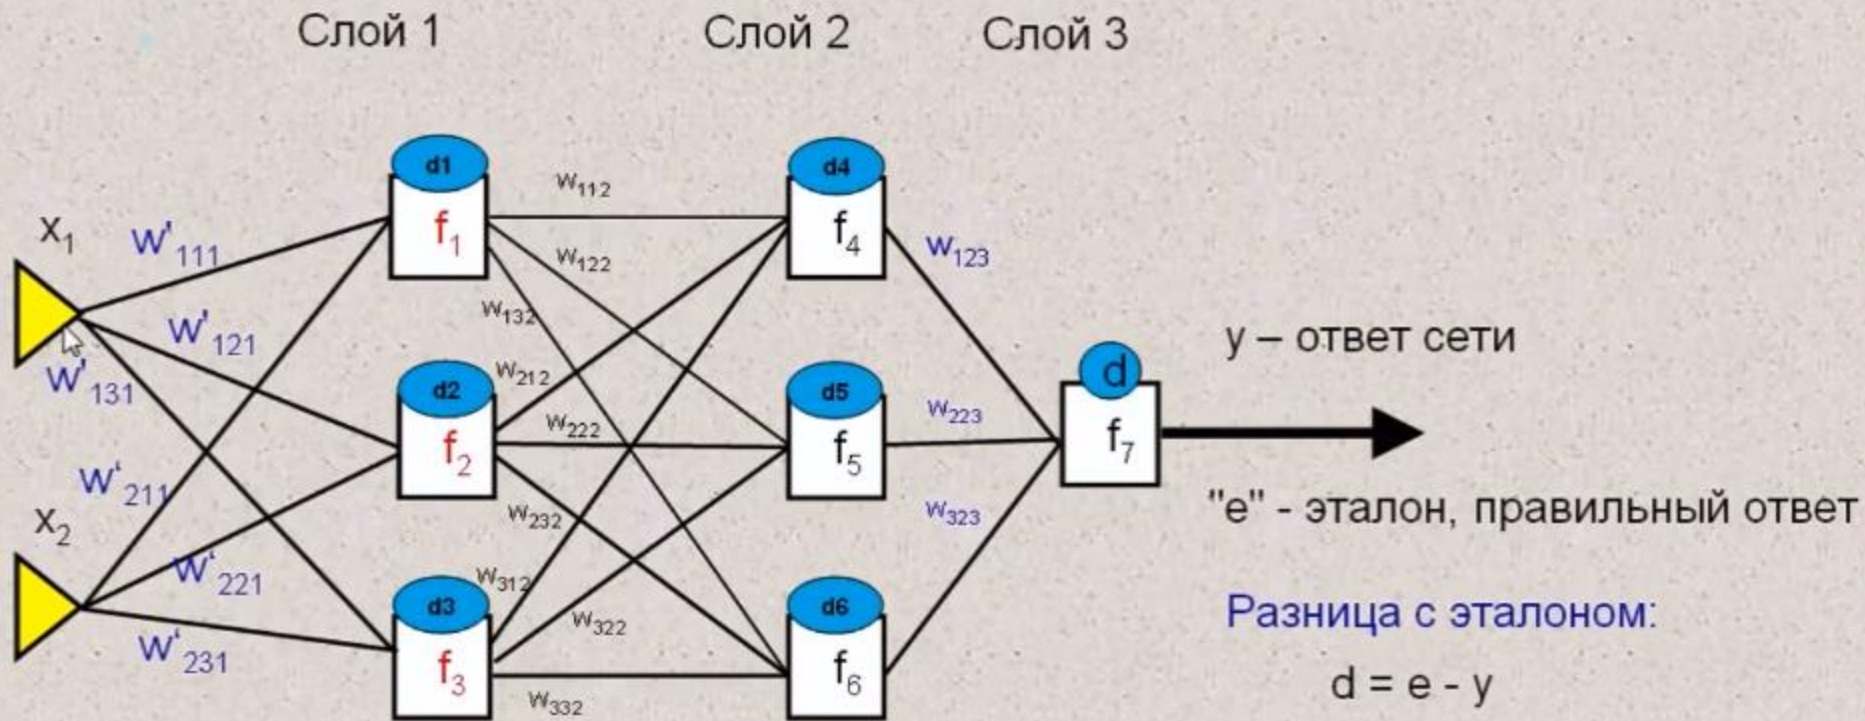 Слой 1 Слой 2 Слой 3
d1
d4
w112
f1
f4
x1
w'111
w122
w123
w132
w'121
y – ответ сети
d
w'131
w212
d2
d5
w223
w222
f2
f5
f7
w'211
w232
w323
"e" - эталон, правильный ответ
x2
w'221
w312
d3
d6
w322
Разница с эталоном:
w'231
f3
f6
d = e - y
w332